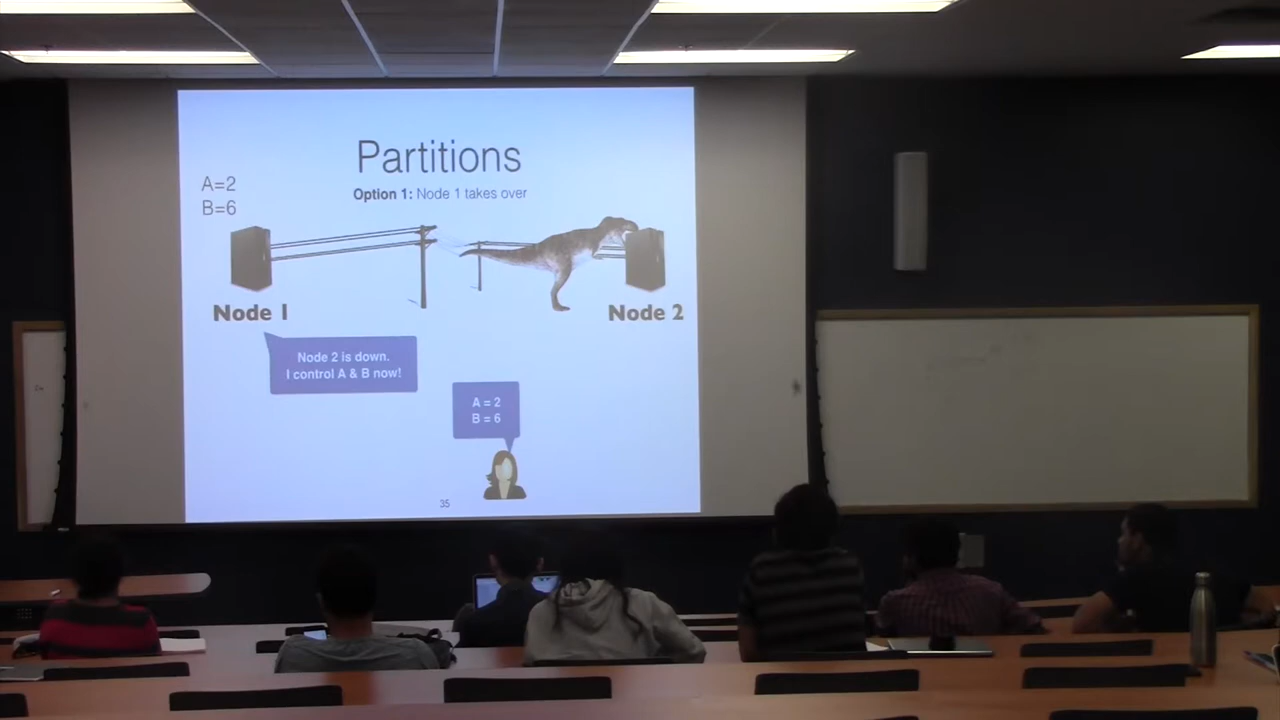 Partitions
Option 1: Node 1 takes over
A=2
B=6
Node 1
Node 2
Node 2 is down.
I control A & B now!
A = 2
B = 6
35